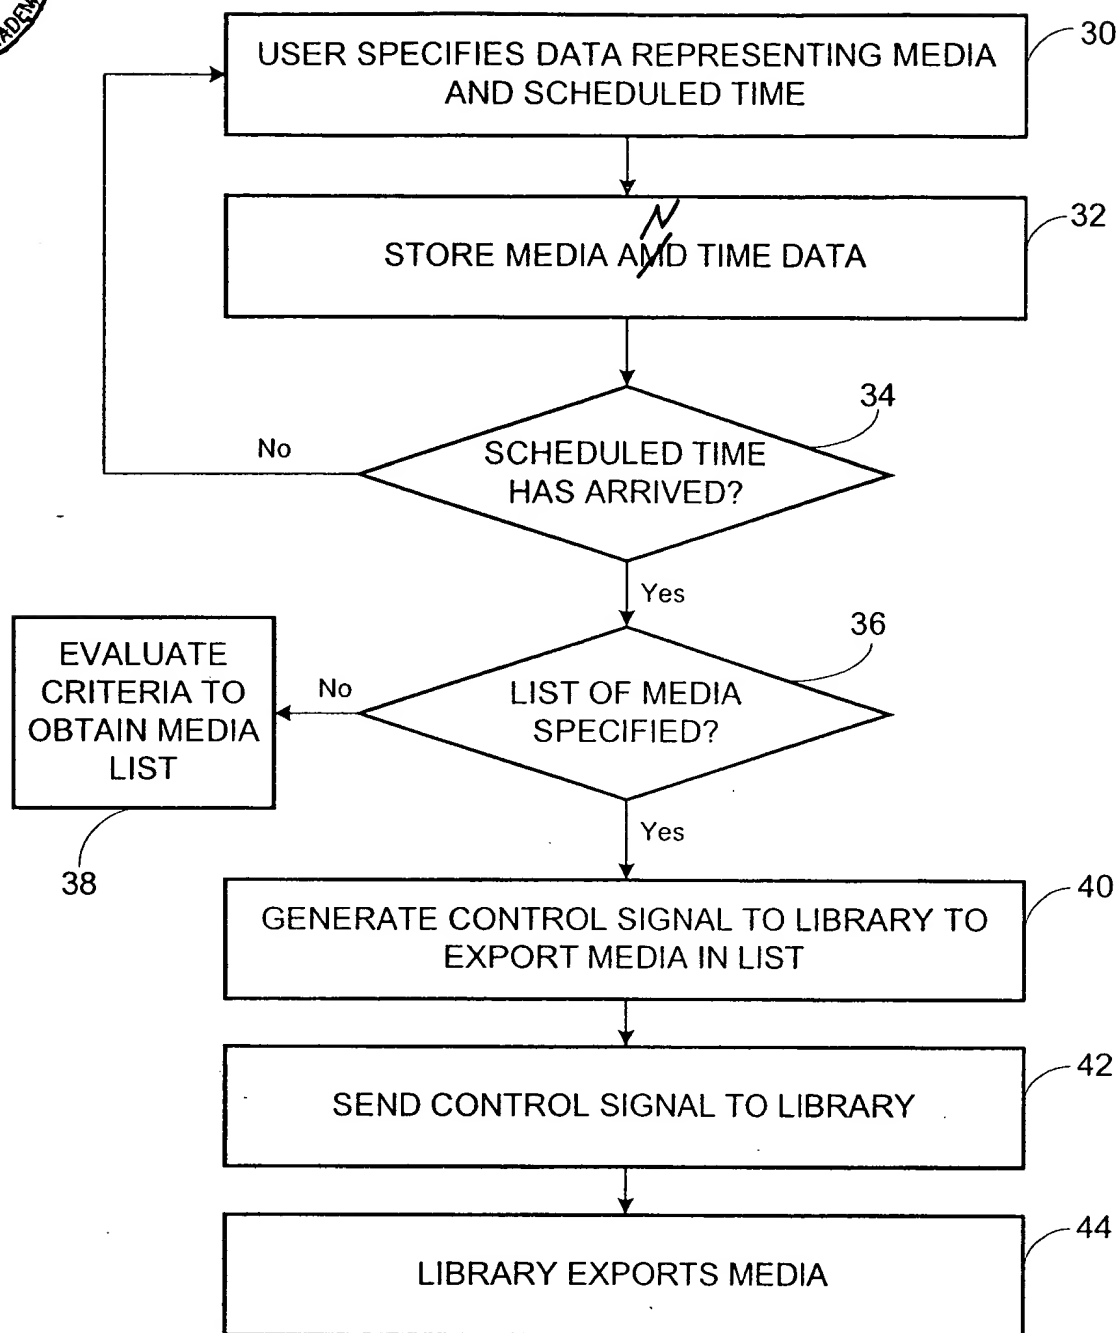 ADEM
USER SPECIFIES DATA REPRESENTING MEDIA
AND SCHEDULED TIME
30
N
STORE MEDIA AMD TIME DATA
32
SCHEDULED TIME
HAS ARRIVED?
34
No
Yes
LIST OF MEDIA
SPECIFIED?
36
No
EVALUATE
CRITERIA TO
OBTAIN MEDIA
LIST
38
Yes
GENERATE CONTROL SIGNAL TO LIBRARY TO
EXPORT MEDIA IN LIST
40
SEND CONTROL SIGNAL TO LIBRARY
42
LIBRARY EXPORTS MEDIA
44